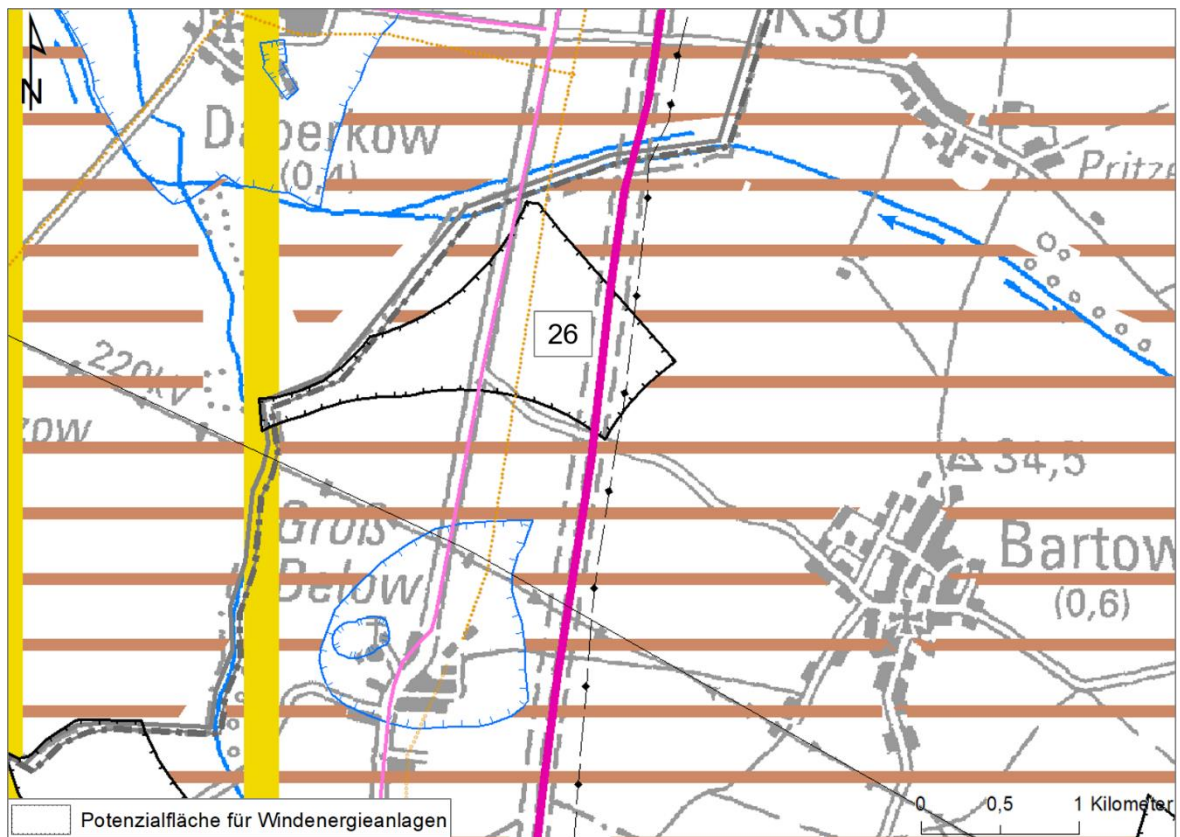 K30
N
Daberkow
(0,4)
Pritze
26
220kV
zow
34,5
Groß
Below
Bartow
(0,6)
Potenzialfläche für Windenergieanlagen
0 0,5 1 Kilometer